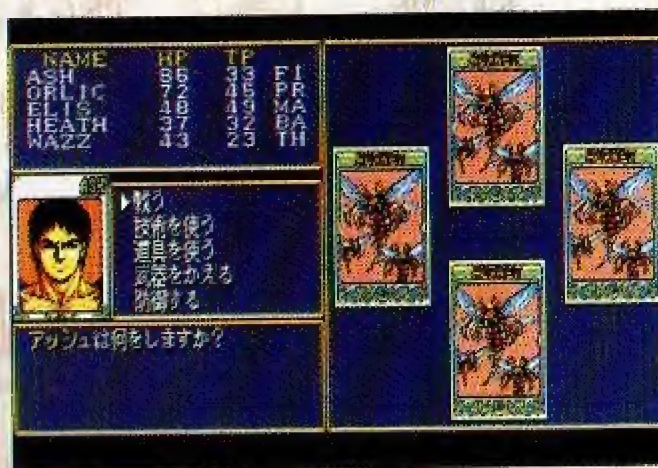 NAME HP TP
ASH 86 33 FI
ORLIC 72 45 PR
ELIS 48 49 MA
HEATH 37 32 BA
WAZZ 43 23 TH
▶戦う
技術を使う
道具を使う
武器をかえる
防御する
アッシュは何をしますか?